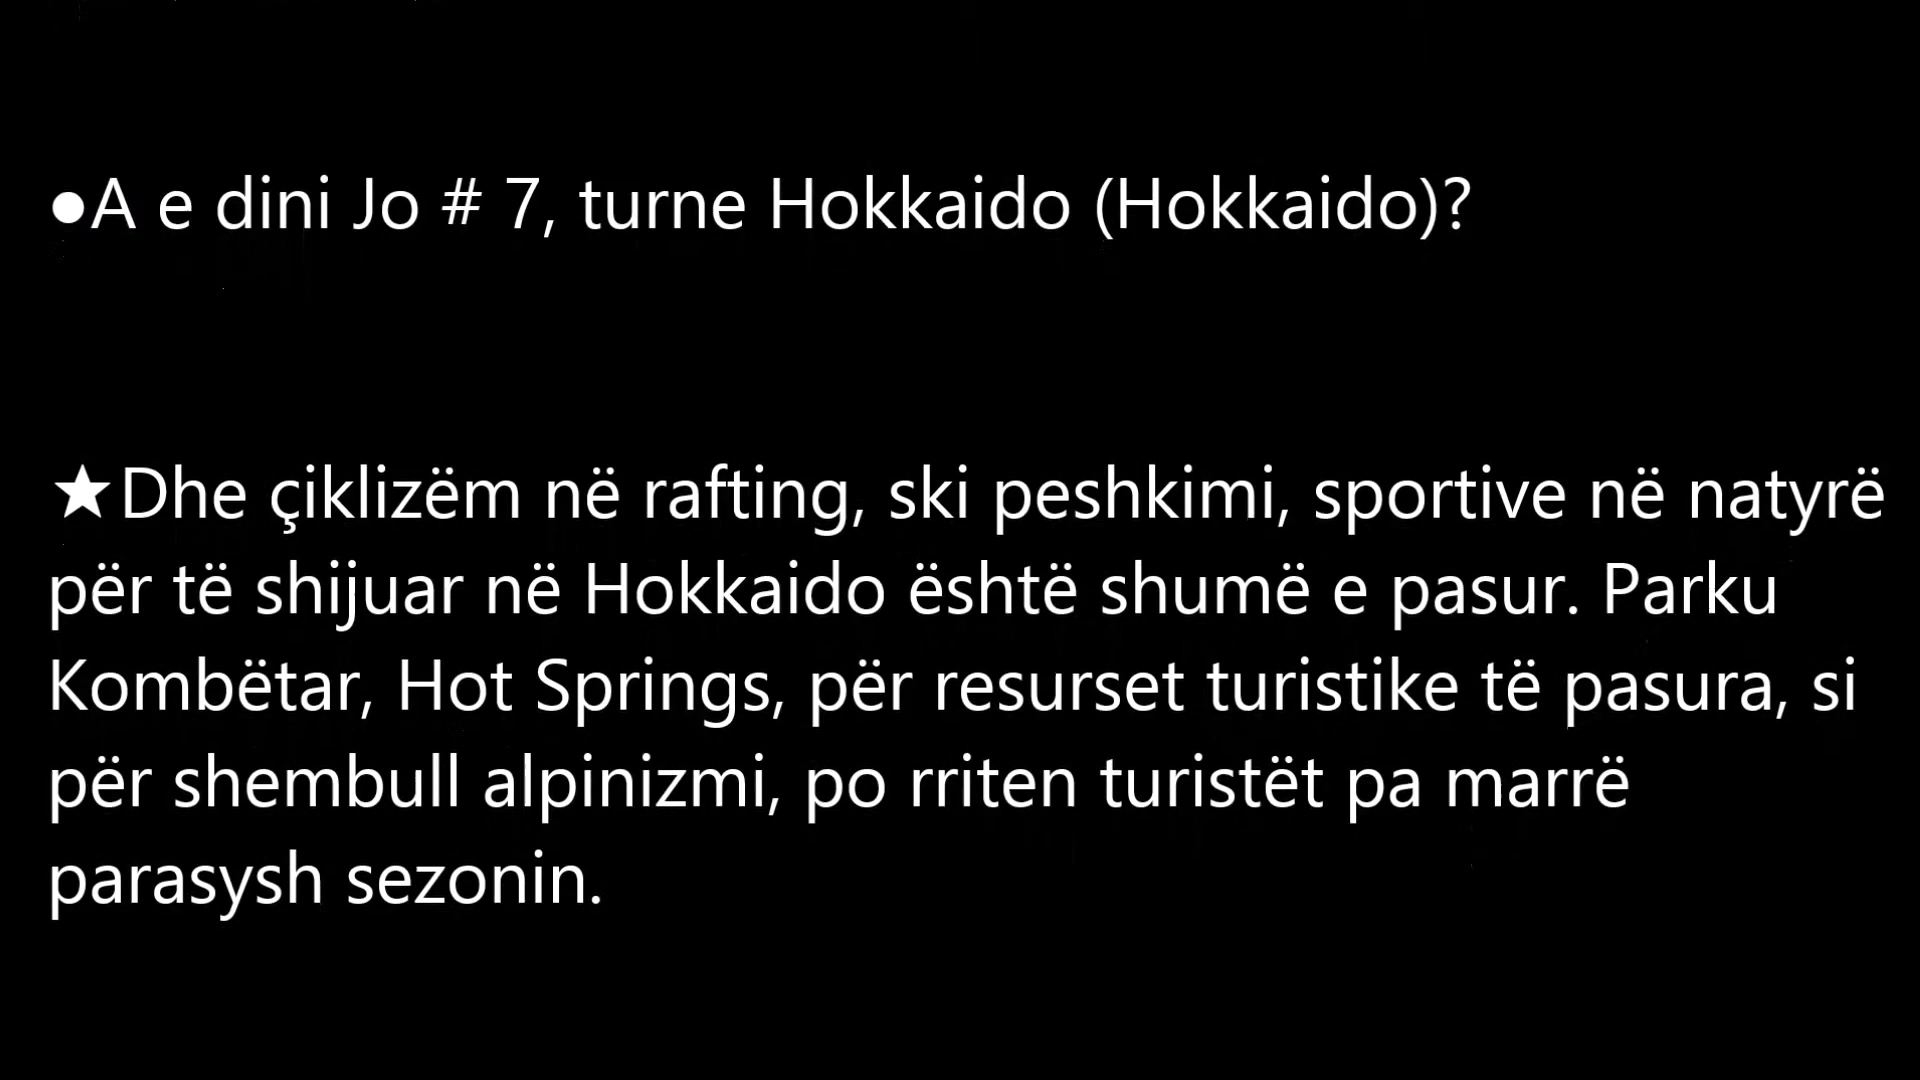 ●A e dini Jo # 7, turne Hokkaido (Hokkaido)?
★Dhe çiklizëm në rafting, ski peshkimi, sportive në natyrë
për të shijuar në Hokkaido është shumë e pasur. Parku
Kombëtar, Hot Springs, për resurset turistike të pasura, si
për shembull alpinizmi, po rriten turistët pa marrë
parasysh sezonin.